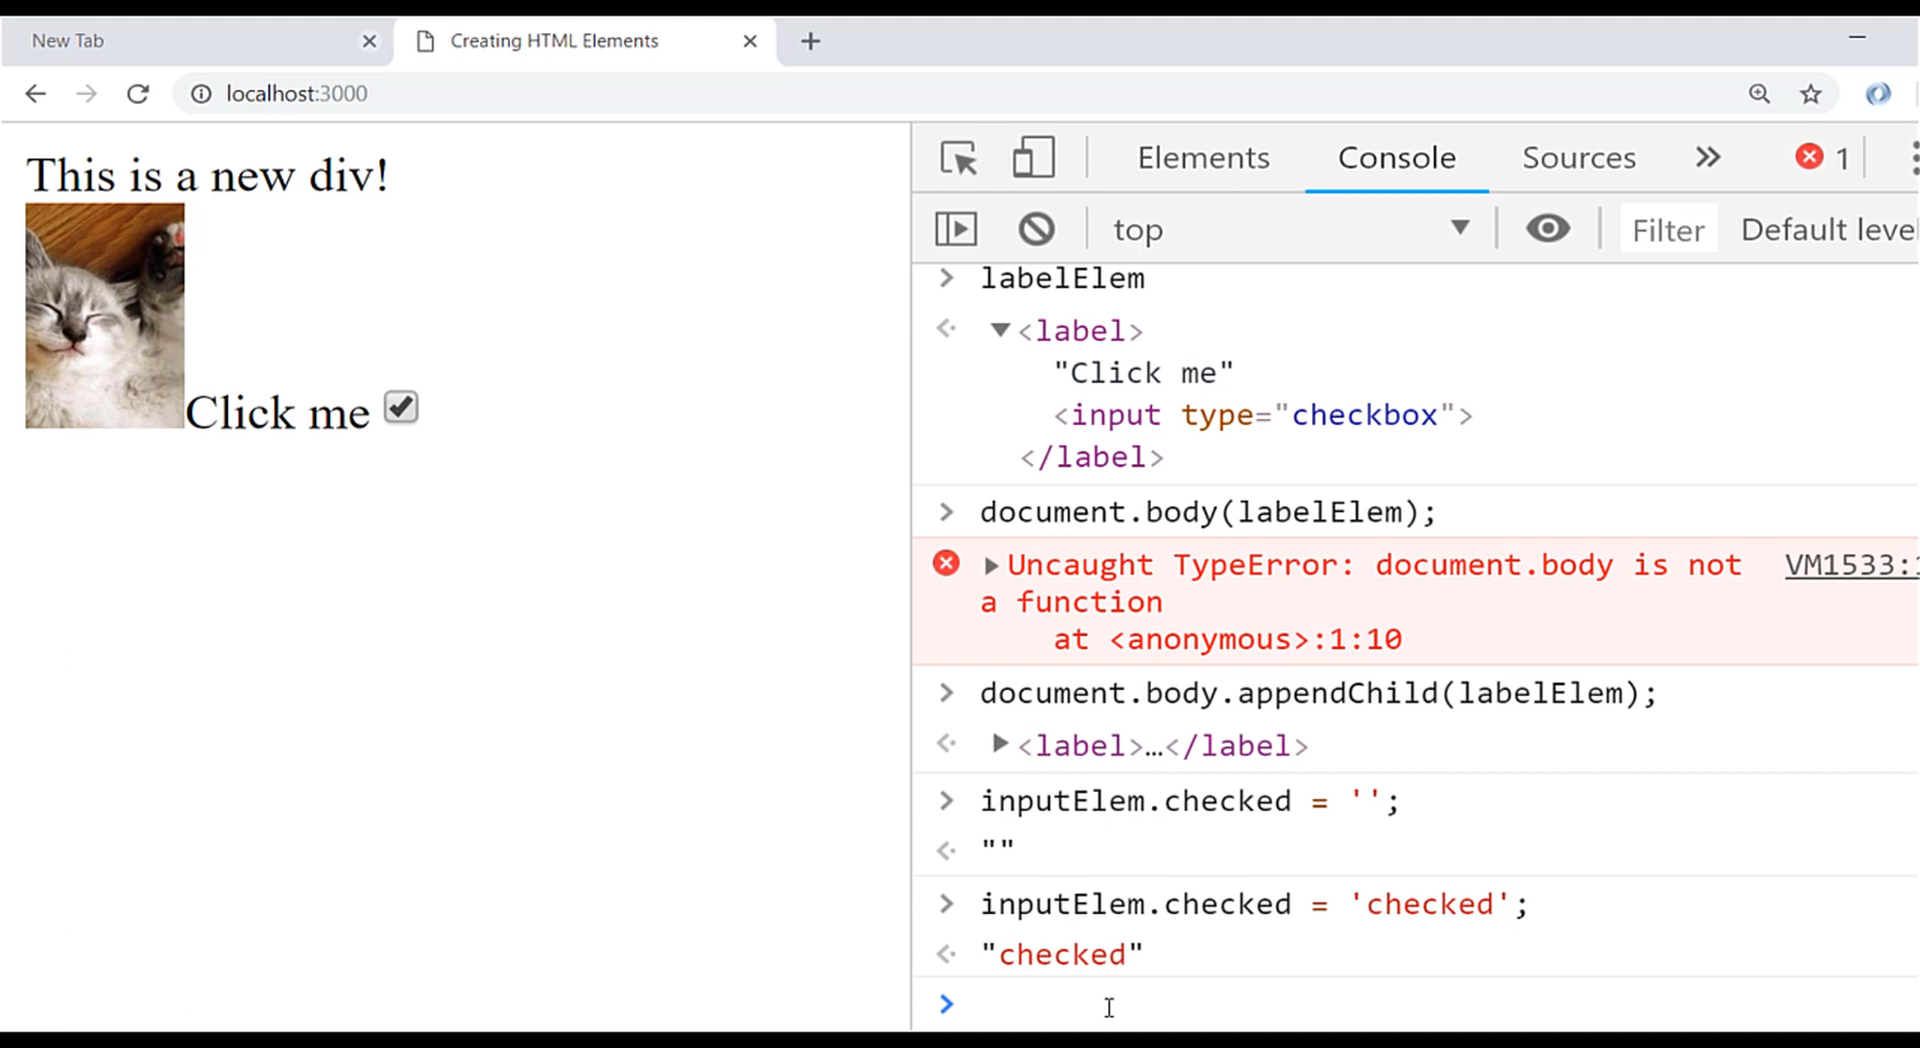 New Tab
Creating HTML Elements
localhost:3000
This is a new div!
Click me
Elements
Console
Sources
1
top
Filter
Default leve
labelElem
<label>
"Click me"
<input type="checkbox">
</label>
document.body(labelElem);
Uncaught TypeError: document.body is not VM1533:1
a function
at <anonymous>:1:10
document.body.appendChild(labelElem);
<label>…</label>
inputElem.checked = '';
""
inputElem.checked = 'checked';
"checked"